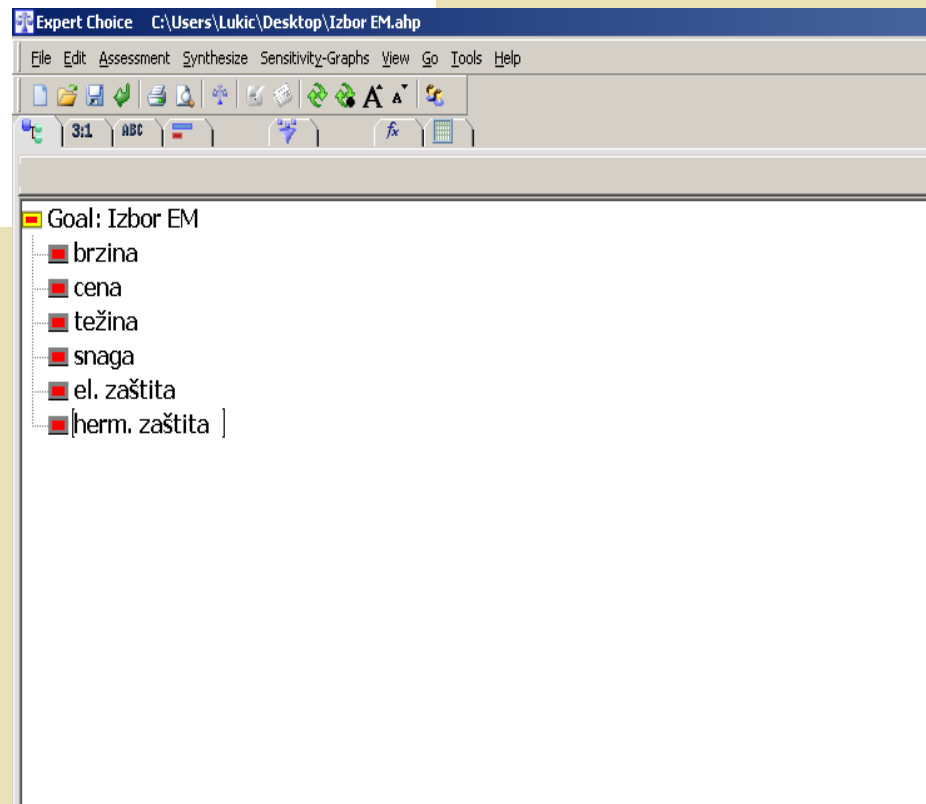 Expert Choice C:\Users\Lukic\Desktop\Izbor EM.ahp
File Edit Assessment Synthesize Sensitivity-Graphs View Go Tools Help
A A
3:1 ABC fx
Goal: Izbor EM
brzina
cena
težina
snaga
el. zaštita
herm. zaštita